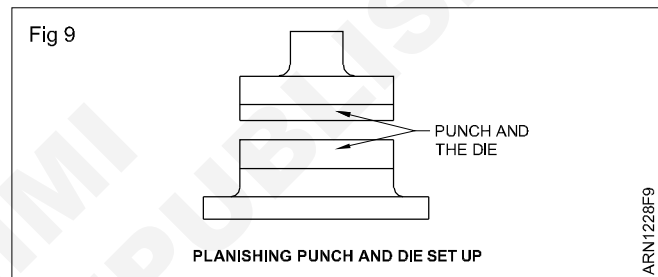 Fig 9
PUNCH AND
THE DIE
PLANISHING PUNCH AND DIE SET UP
ARN1228F9